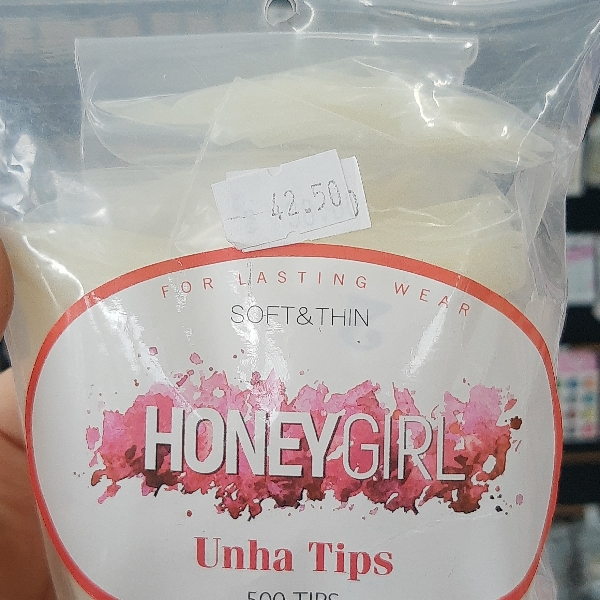 42.50
FOR LASTING WEAR
SOFT&THIN
HONEYGIRL
Unha Tips
500 TIPS